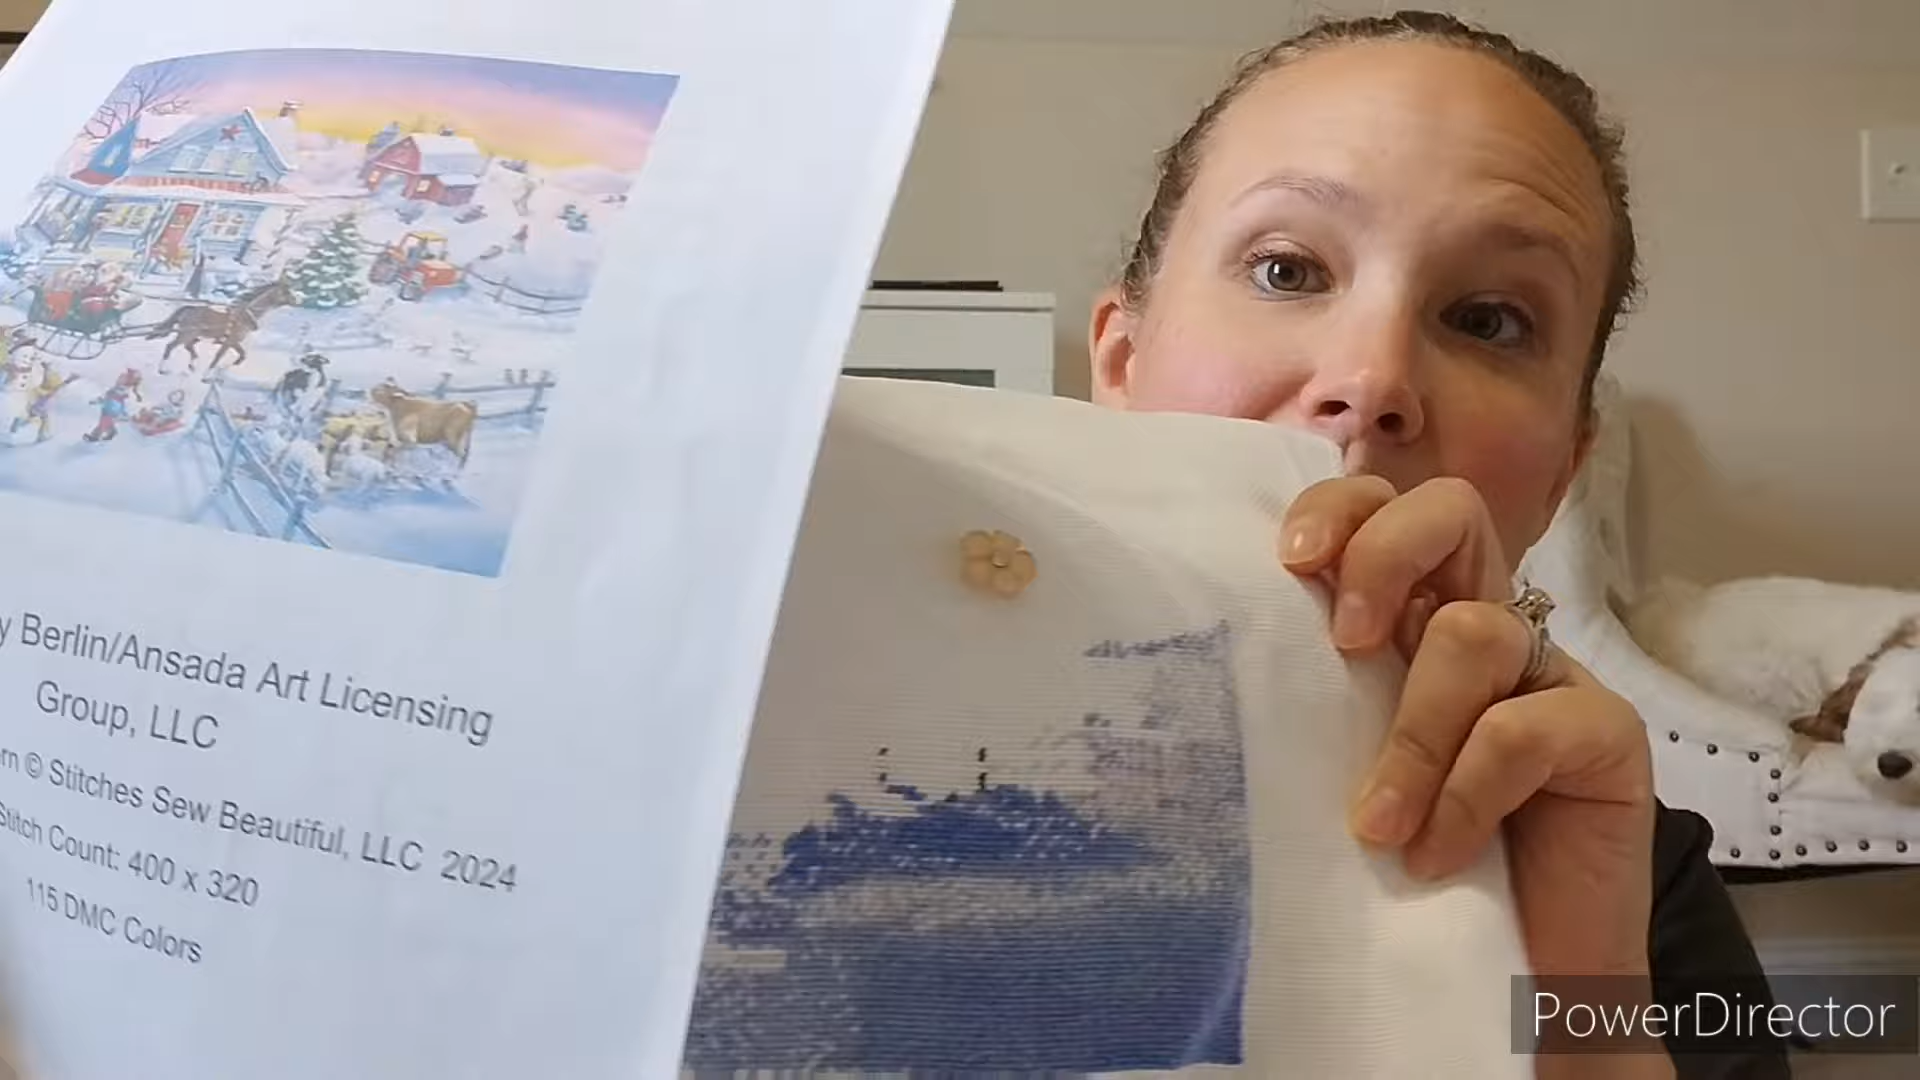 y Berlin/Ansada Art Licensing
Group, LLC
rn © Stitches Sew Beautiful, LLC 2024
Stitch Count: 400 x 320
115 DMC Colors
PowerDirector